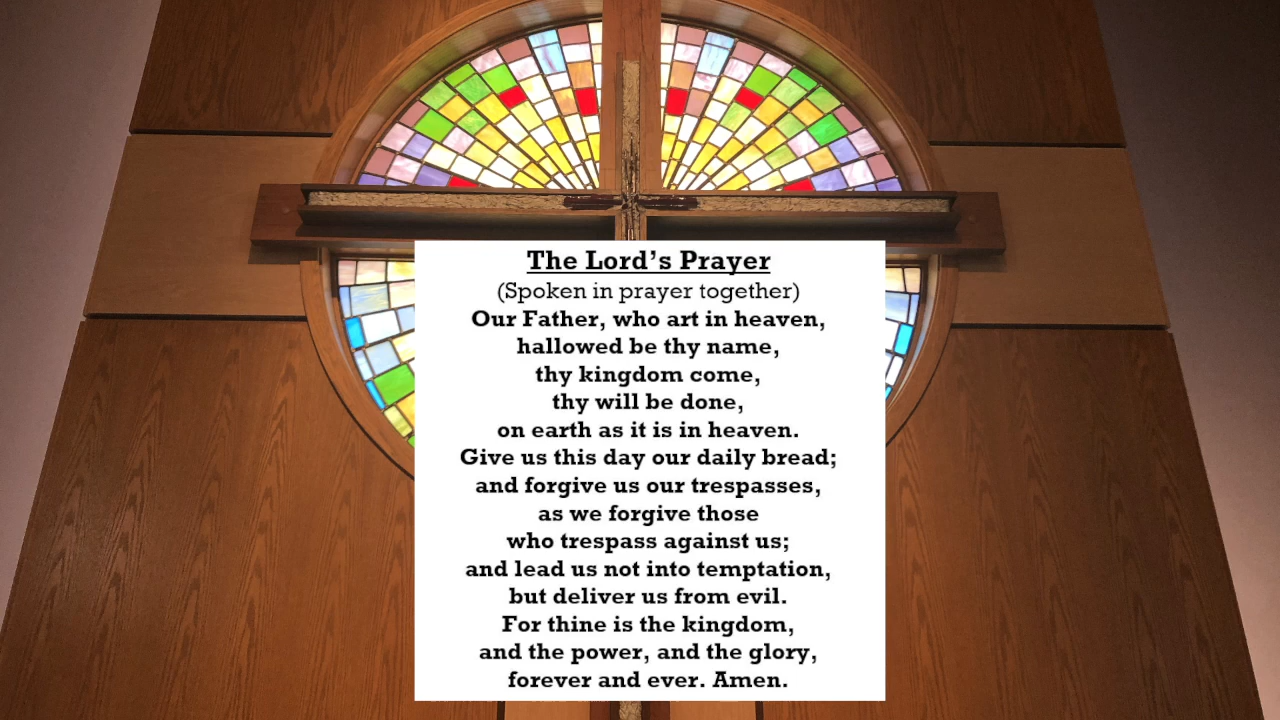 The Lord's Prayer
(Spoken in prayer together)
Our Father, who art in heaven,
hallowed be thy name,
thy kingdom come,
thy will be done,
on earth as it is in heaven.
Give us this day our daily bread;
and forgive us our trespasses,
as we forgive those
who trespass against us;
and lead us not into temptation,
but deliver us from evil.
For thine is the kingdom,
and the power, and the glory,
forever and ever. Amen.